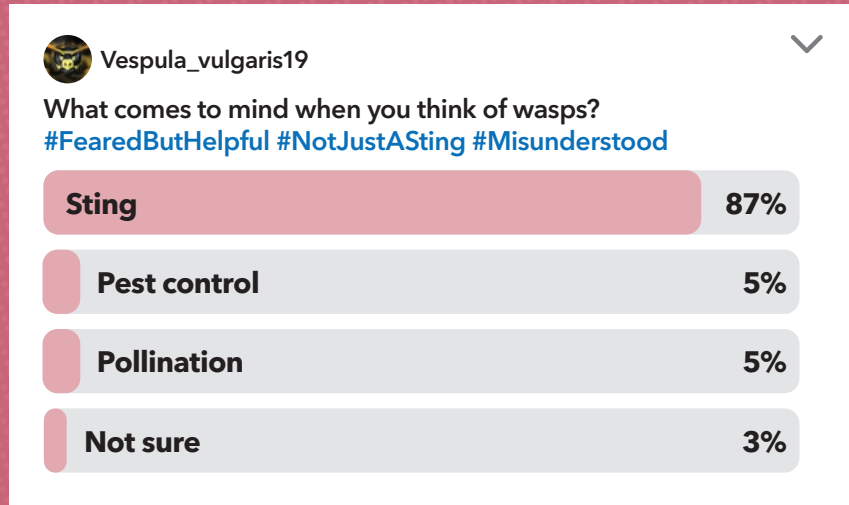 Vespula_vulgaris19
What comes to mind when you think of wasps?
#FearedButHelpful #NotJustASting #Misunderstood
Sting 87%
Pest control 5%
Pollination 5%
Not sure 3%